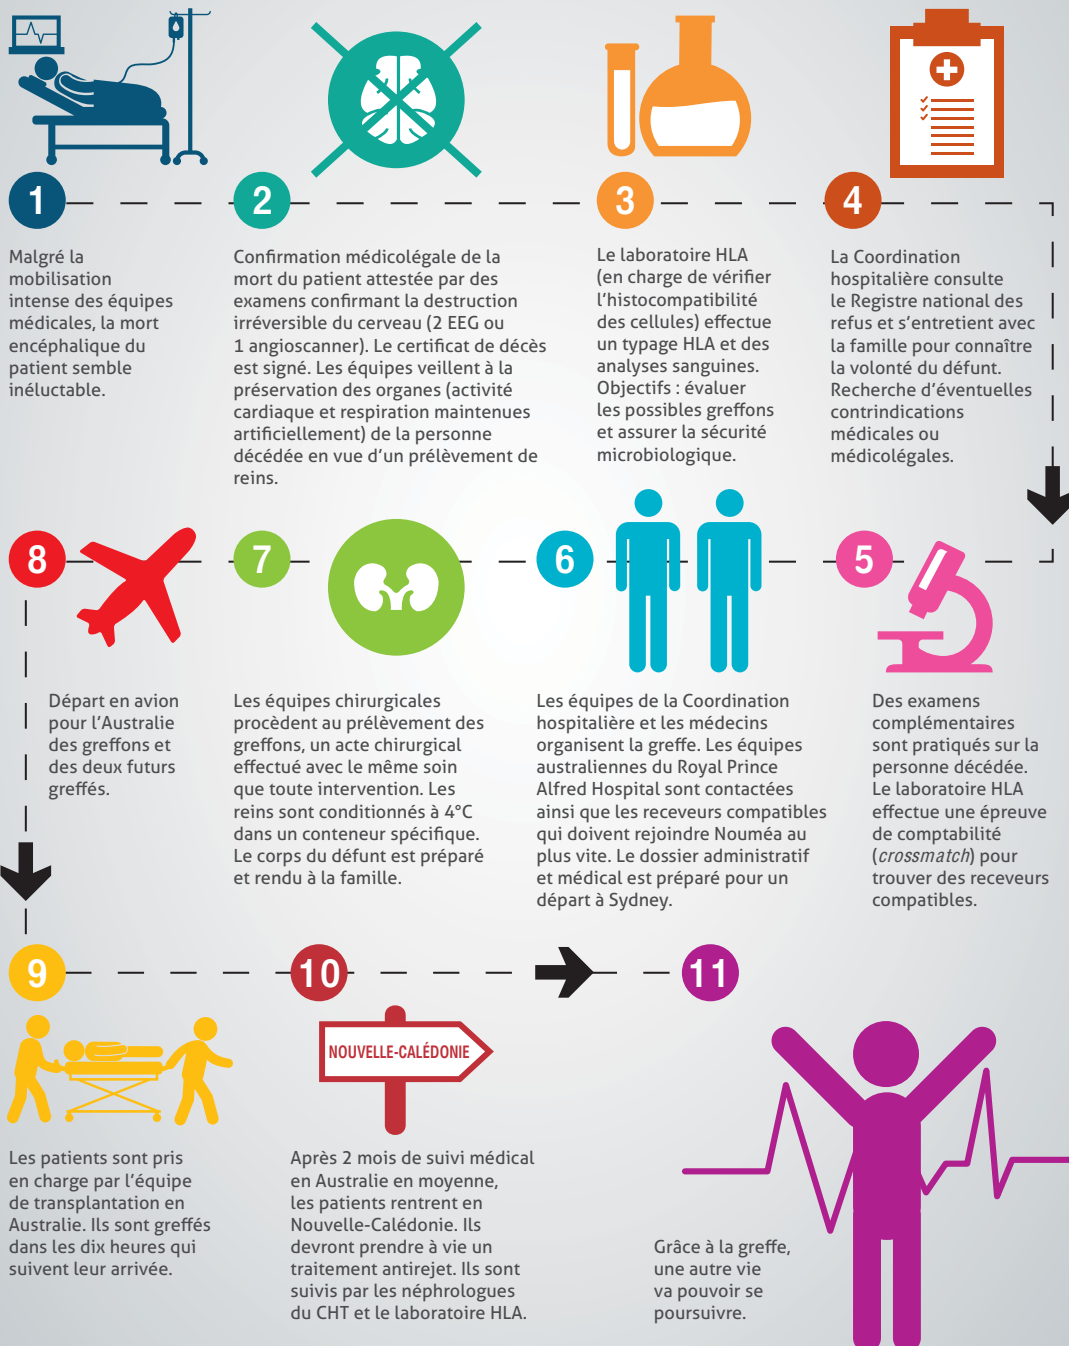 1
Malgré la
mobilisation
intense des équipes
médicales, la mort
encéphalique du
patient semble
inéluctable.
2
Confirmation médicolégale de la
mort du patient attestée par des
examens confirmant la destruction
irréversible du cerveau (2 EEG ou
1 angioscanner). Le certificat de décès
est signé. Les équipes veillent à la
préservation des organes (activité
cardiaque et respiration maintenues
artificiellement) de la personne
décédée en vue d'un prélèvement de
reins.
3
Le laboratoire HLA
(en charge de vérifier
l'histocompatibilité
des cellules) effectue
un typage HLA et des
analyses sanguines.
Objectifs : évaluer
les possibles greffons
et assurer la sécurité
microbiologique.
4
La Coordination
hospitalière consulte
le Registre national des
refus et s'entretient avec
la famille pour connaître
la volonté du défunt.
Recherche d'éventuelles
contrindications
médicales ou
médicolégales.
5
Des examens
complémentaires
sont pratiqués sur la
personne décédée.
Le laboratoire HLA
effectue une épreuve
de comptabilité
(crossmatch) pour
trouver des receveurs
compatibles.
6
Les équipes de la Coordination
hospitalière et les médecins
organisent la greffe. Les équipes
australiennes du Royal Prince
Alfred Hospital sont contactées
ainsi que les receveurs compatibles
qui doivent rejoindre Nouméa au
plus vite. Le dossier administratif
et médical est préparé pour un
départ à Sydney.
7
Les équipes chirurgicales
procèdent au prélèvement des
greffons, un acte chirurgical
effectué avec le même soin
que toute intervention. Les
reins sont conditionnés à 4°C
dans un conteneur spécifique.
Le corps du défunt est préparé
et rendu à la famille.
8
Départ en avion
pour l'Australie
des greffons et
des deux futurs
greffés.
9
Les patients sont pris
en charge par l'équipe
de transplantation en
Australie. Ils sont greffés
dans les dix heures qui
suivent leur arrivée.
10
NOUVELLE-CALÉDONIE
Après 2 mois de suivi médical
en Australie en moyenne,
les patients rentrent en
Nouvelle-Calédonie. Ils
devront prendre à vie un
traitement antirejet. Ils sont
suivis par les néphrologues
du CHT et le laboratoire HLA.
11
Grâce à la greffe,
une autre vie
va pouvoir se
poursuivre.